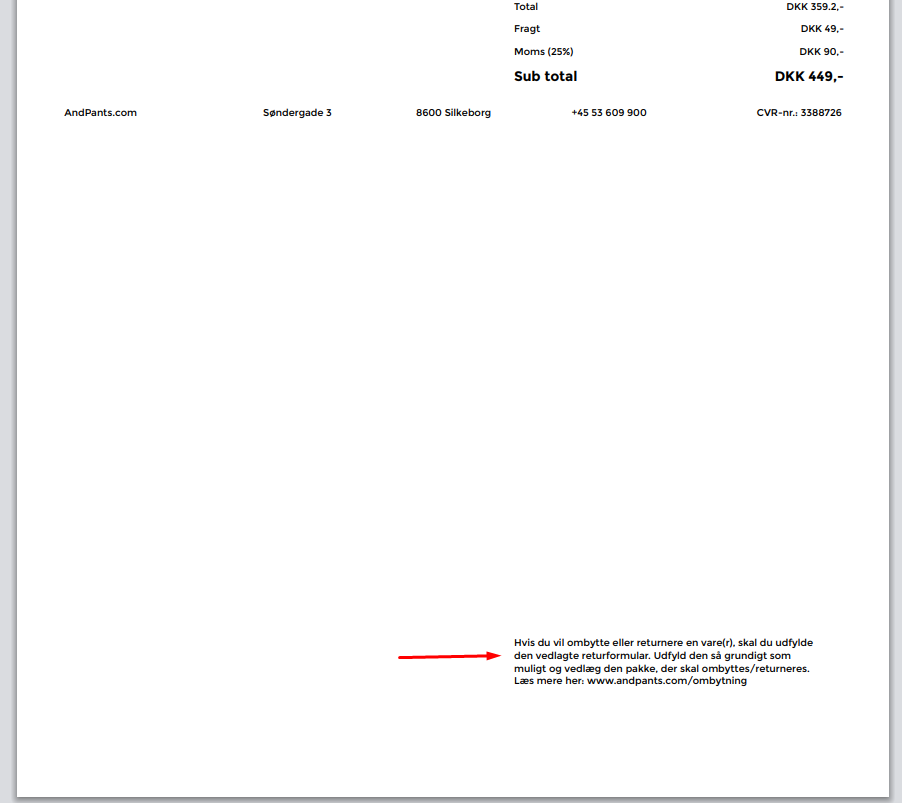 Total DKK 359.2,-
Fragt DKK 49,-
Moms (25%) DKK 90,-
Sub total DKK 449,-
AndPants.com Søndergade 3 8600 Silkeborg +45 53 609 900 CVR-nr.: 3388726
Hvis du vil ombytte eller returnere en vare(r), skal du udfylde
den vedlagte returformular. Udfyld den så grundigt som
muligt og vedlæg den pakke, der skal ombyttes/returneres.
Læs mere her: www.andpants.com/ombytning